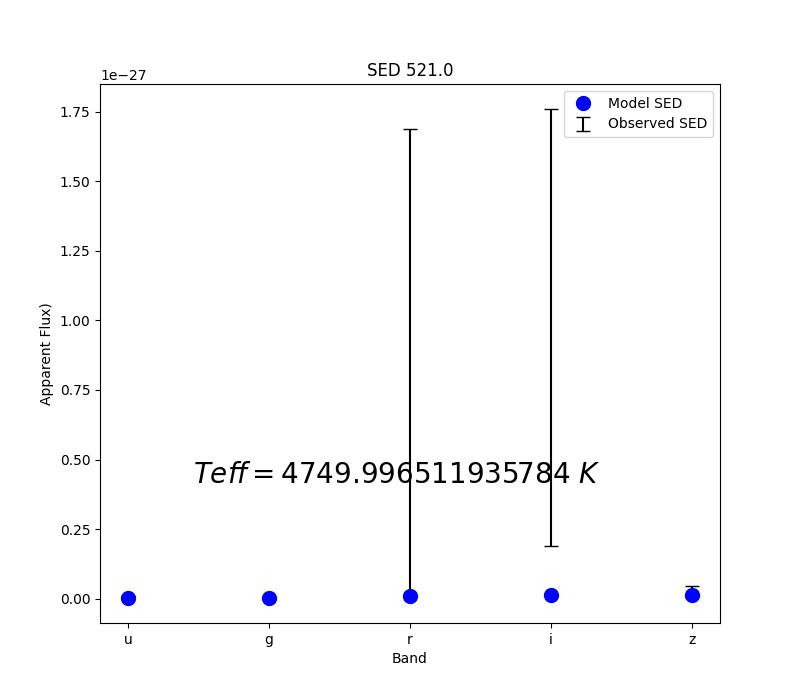 SED 521.0
1e−27
Model SED
Observed SED
1.75
1.50
1.25
1.00
0.75
0.50
0.25
0.00
Apparent Flux)
Teff = 4749.996511935784 K
u g r i z
Band